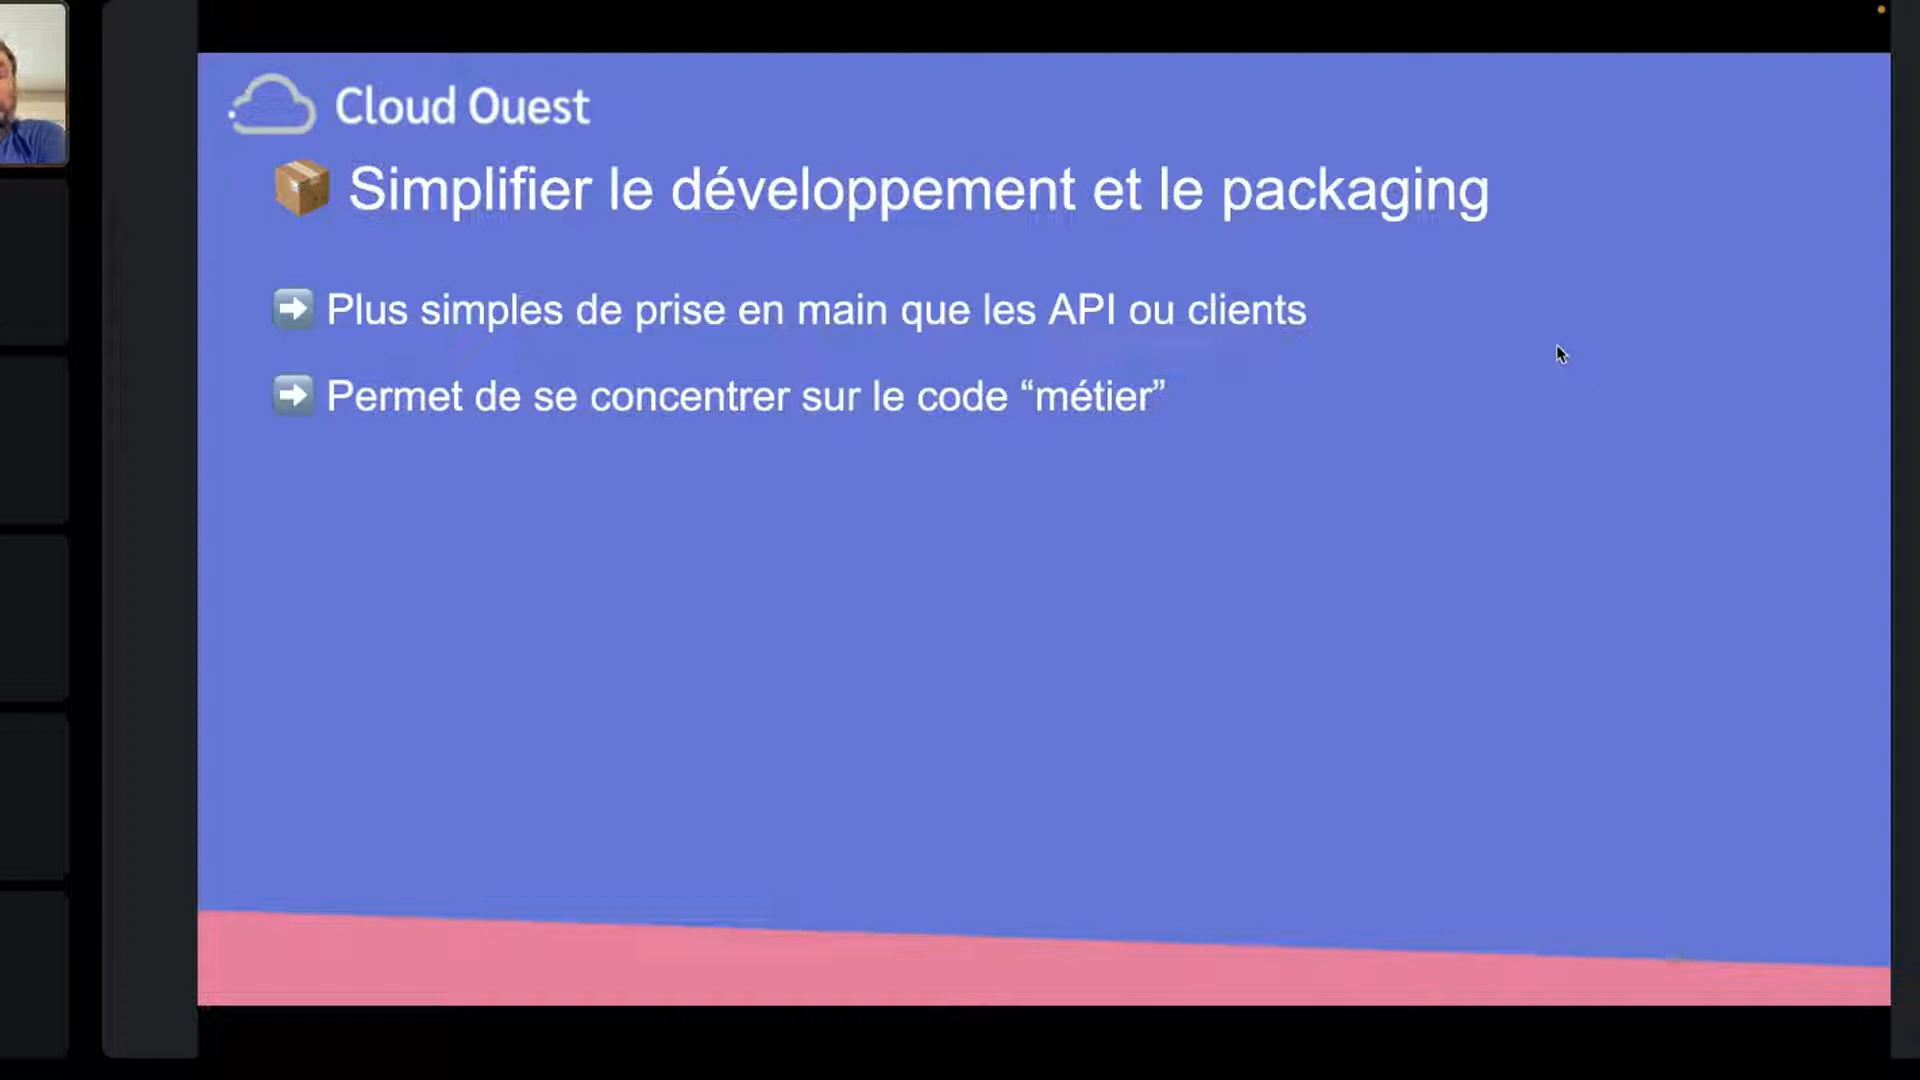 Cloud Ouest
📦 Simplifier le développement et le packaging
➡️ Plus simples de prise en main que les API ou clients
➡️ Permet de se concentrer sur le code “métier”